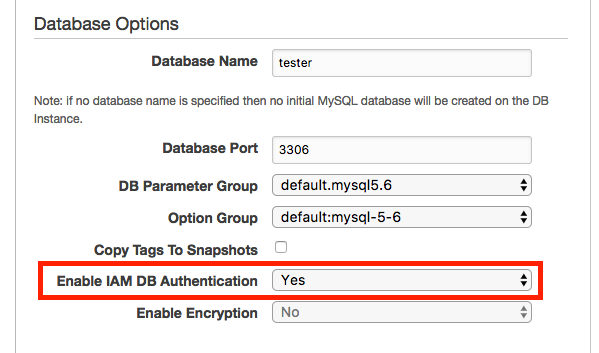 Database Options
Database Name tester
Note: if no database name is specified then no initial MySQL database will be created on the DB
Instance.
Database Port 3306
DB Parameter Group default.mysql5.6
Option Group default:mysql-5-6
Copy Tags To Snapshots
Enable IAM DB Authentication Yes
Enable Encryption No